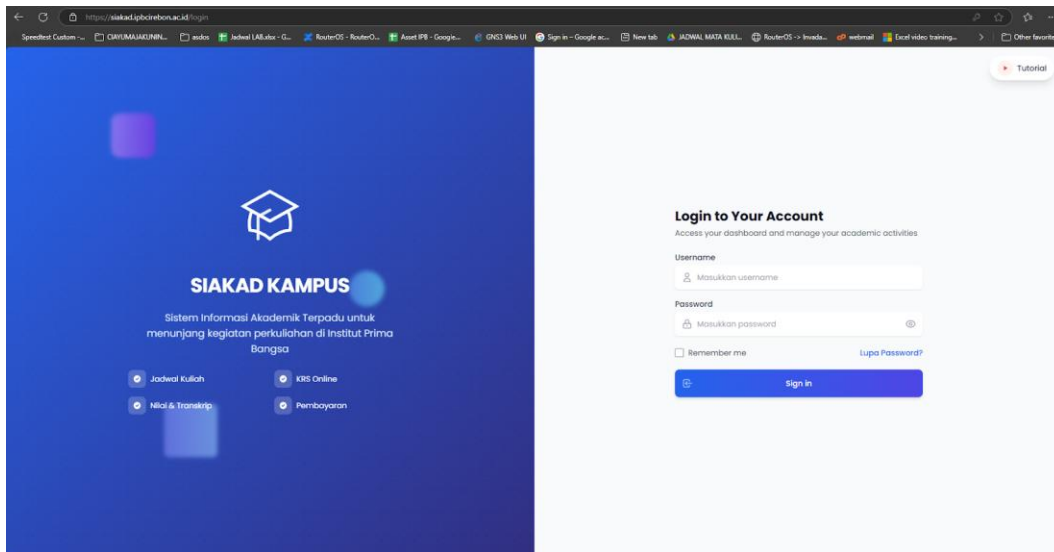 https://siakad.ipbcirebon.ac.id/login
Speedtest Custom -... CIAYUMAJAKUNIN... asdos Jadwal LAB.xlsx - G... RouterOS - RouterO... Asset IPB - Google... GNS3 Web UI Sign in – Google ac... New tab JADWAL MATA KULI... RouterOS -> Invada... webmail Excel video training... Other favorite
Tutorial
SIAKAD KAMPUS
Sistem Informasi Akademik Terpadu untuk
menunjang kegiatan perkuliahan di Institut Prima
Bangsa
Jadwal Kuliah KRS Online
Nilai & Transkrip Pembayaran
Login to Your Account
Access your dashboard and manage your academic activities
Username
Masukkan username
Password
Masukkan password
Remember me Lupa Password?
Sign in